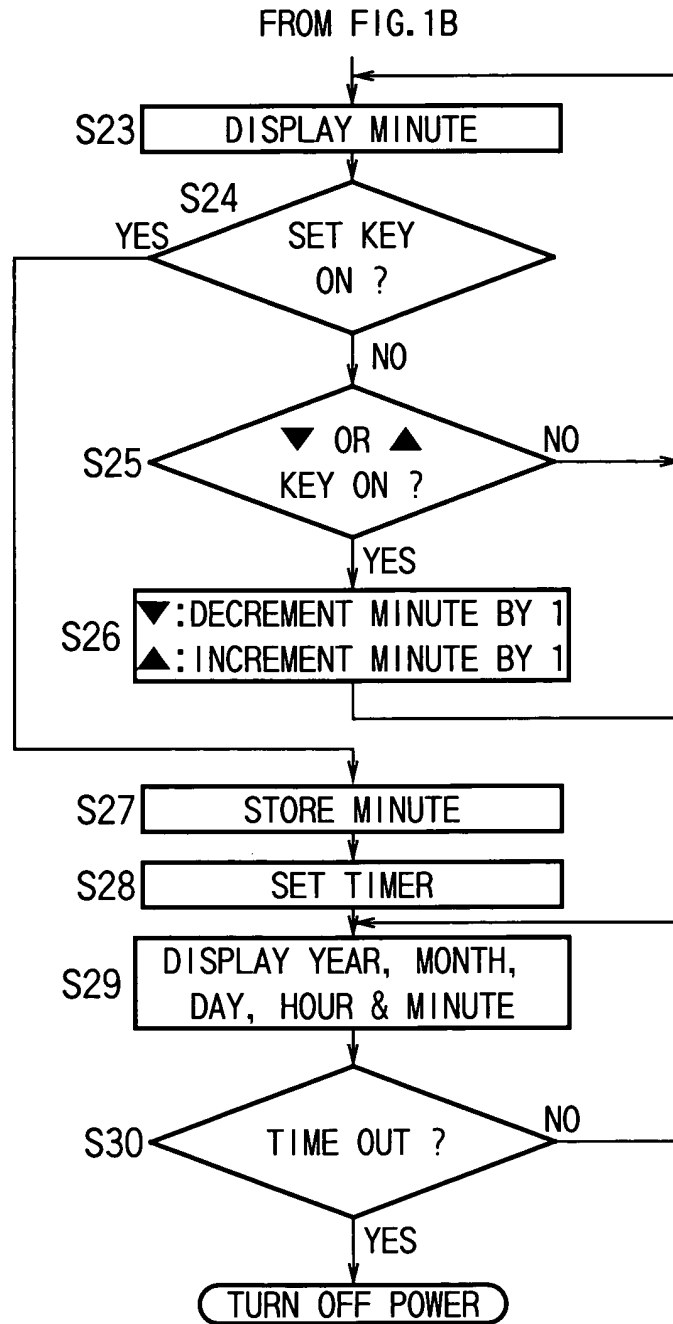 FROM FIG.1B
S23
DISPLAY MINUTE
S24
YES
SET KEY
ON ?
NO
S25
▼ OR ▲
KEY ON ?
NO
YES
S26
▼:DECREMENT MINUTE BY 1
▲:INCREMENT MINUTE BY 1
S27
STORE MINUTE
S28
SET TIMER
S29
DISPLAY YEAR, MONTH,
DAY, HOUR & MINUTE
S30
TIME OUT ?
NO
YES
TURN OFF POWER